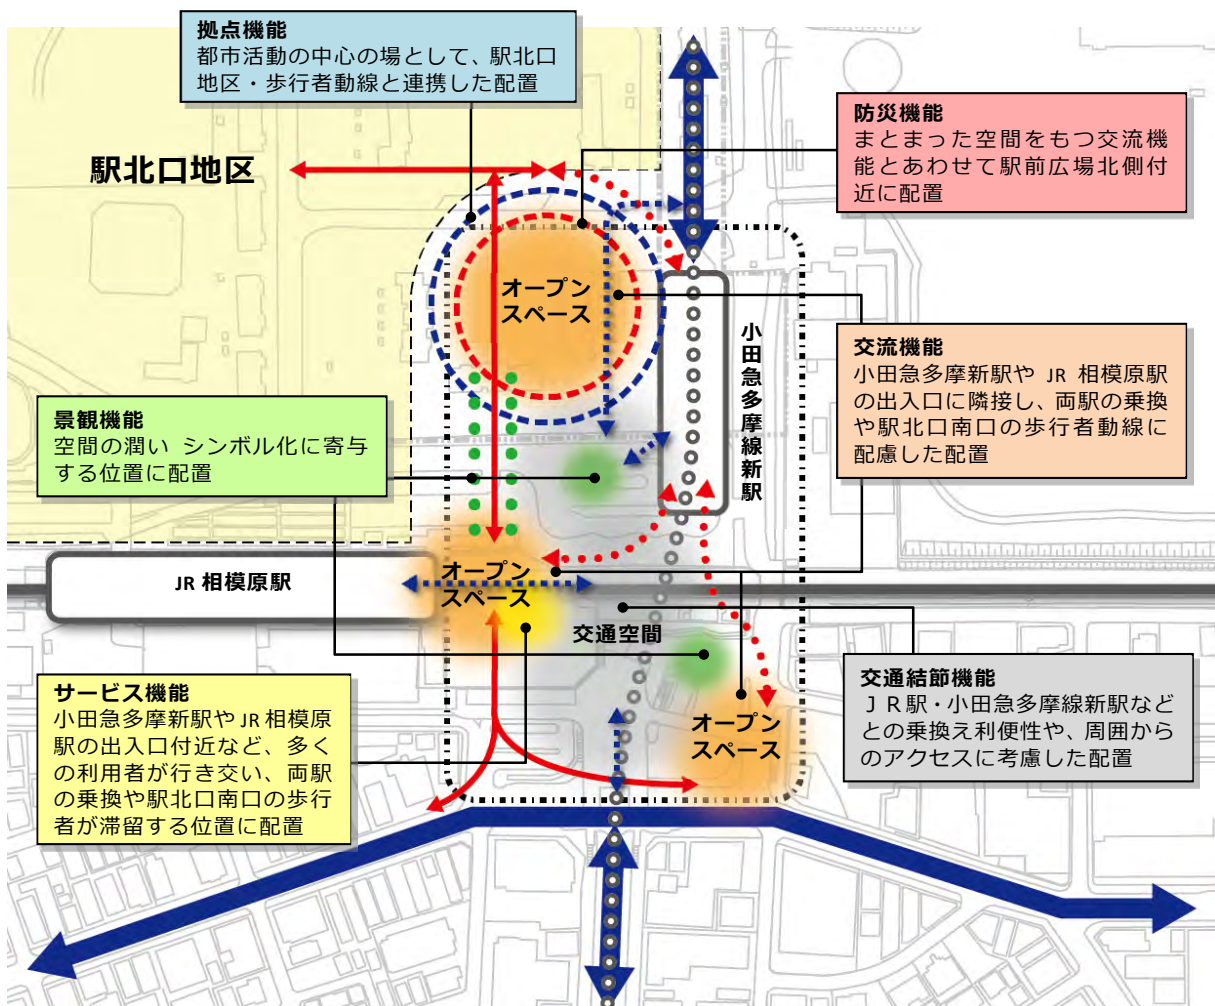 拠点機能
都市活動の中心の場として、駅北口
地区・歩行者動線と連携した配置
防災機能
まとまった空間をもつ交流機
能とあわせて駅前広場北側付
近に配置
駅北口地区
オープン
スペース
小田急多摩線新駅
交流機能
小田急多摩新駅や JR 相模原駅
の出入口に隣接し、両駅の乗換
や駅北口南口の歩行者動線に
配慮した配置
景観機能
空間の潤い シンボル化に寄与
する位置に配置
JR 相模原駅
オープン
スペース
交通空間
サービス機能
小田急多摩新駅や JR 相模原
駅の出入口付近など、多く
の利用者が行き交い、両駅
の乗換や駅北口南口の歩行
者が滞留する位置に配置
オープン
スペース
交通結節機能
ＪＲ駅・小田急多摩線新駅など
との乗換え利便性や、周囲から
のアクセスに考慮した配置